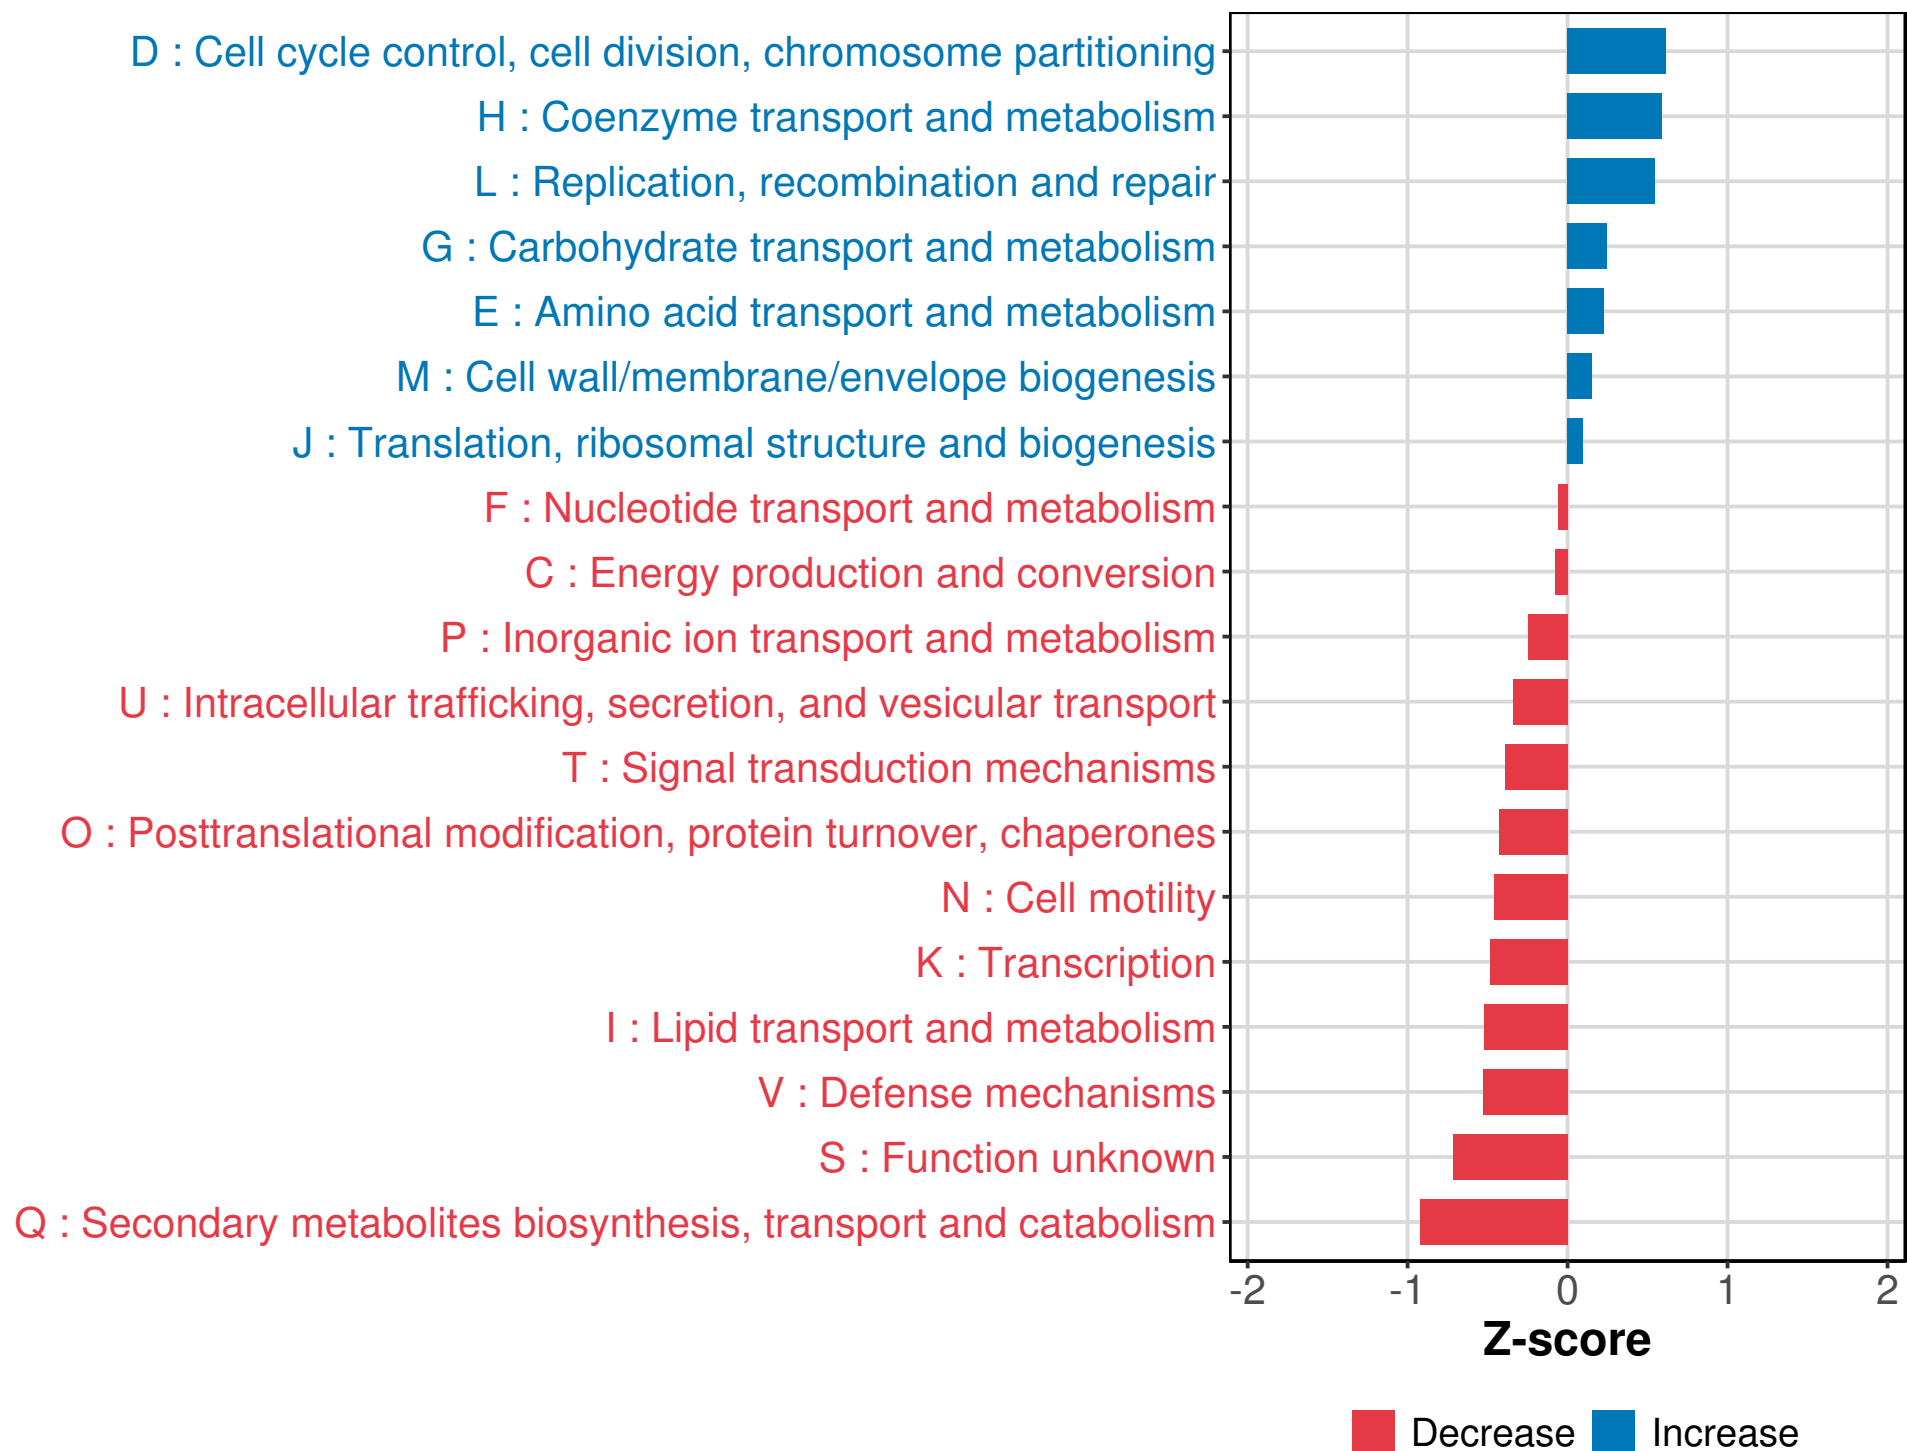 D : Cell cycle control, cell division, chromosome partitioning
H : Coenzyme transport and metabolism
L : Replication, recombination and repair
G : Carbohydrate transport and metabolism
E : Amino acid transport and metabolism
M : Cell wall/membrane/envelope biogenesis
J : Translation, ribosomal structure and biogenesis
F : Nucleotide transport and metabolism
C : Energy production and conversion
P : Inorganic ion transport and metabolism
U : Intracellular trafficking, secretion, and vesicular transport
T : Signal transduction mechanisms
O : Posttranslational modification, protein turnover, chaperones
N : Cell motility
K : Transcription
I : Lipid transport and metabolism
V : Defense mechanisms
S : Function unknown
Q : Secondary metabolites biosynthesis, transport and catabolism
-2 -1 0 1 2
Z-score
Decrease Increase